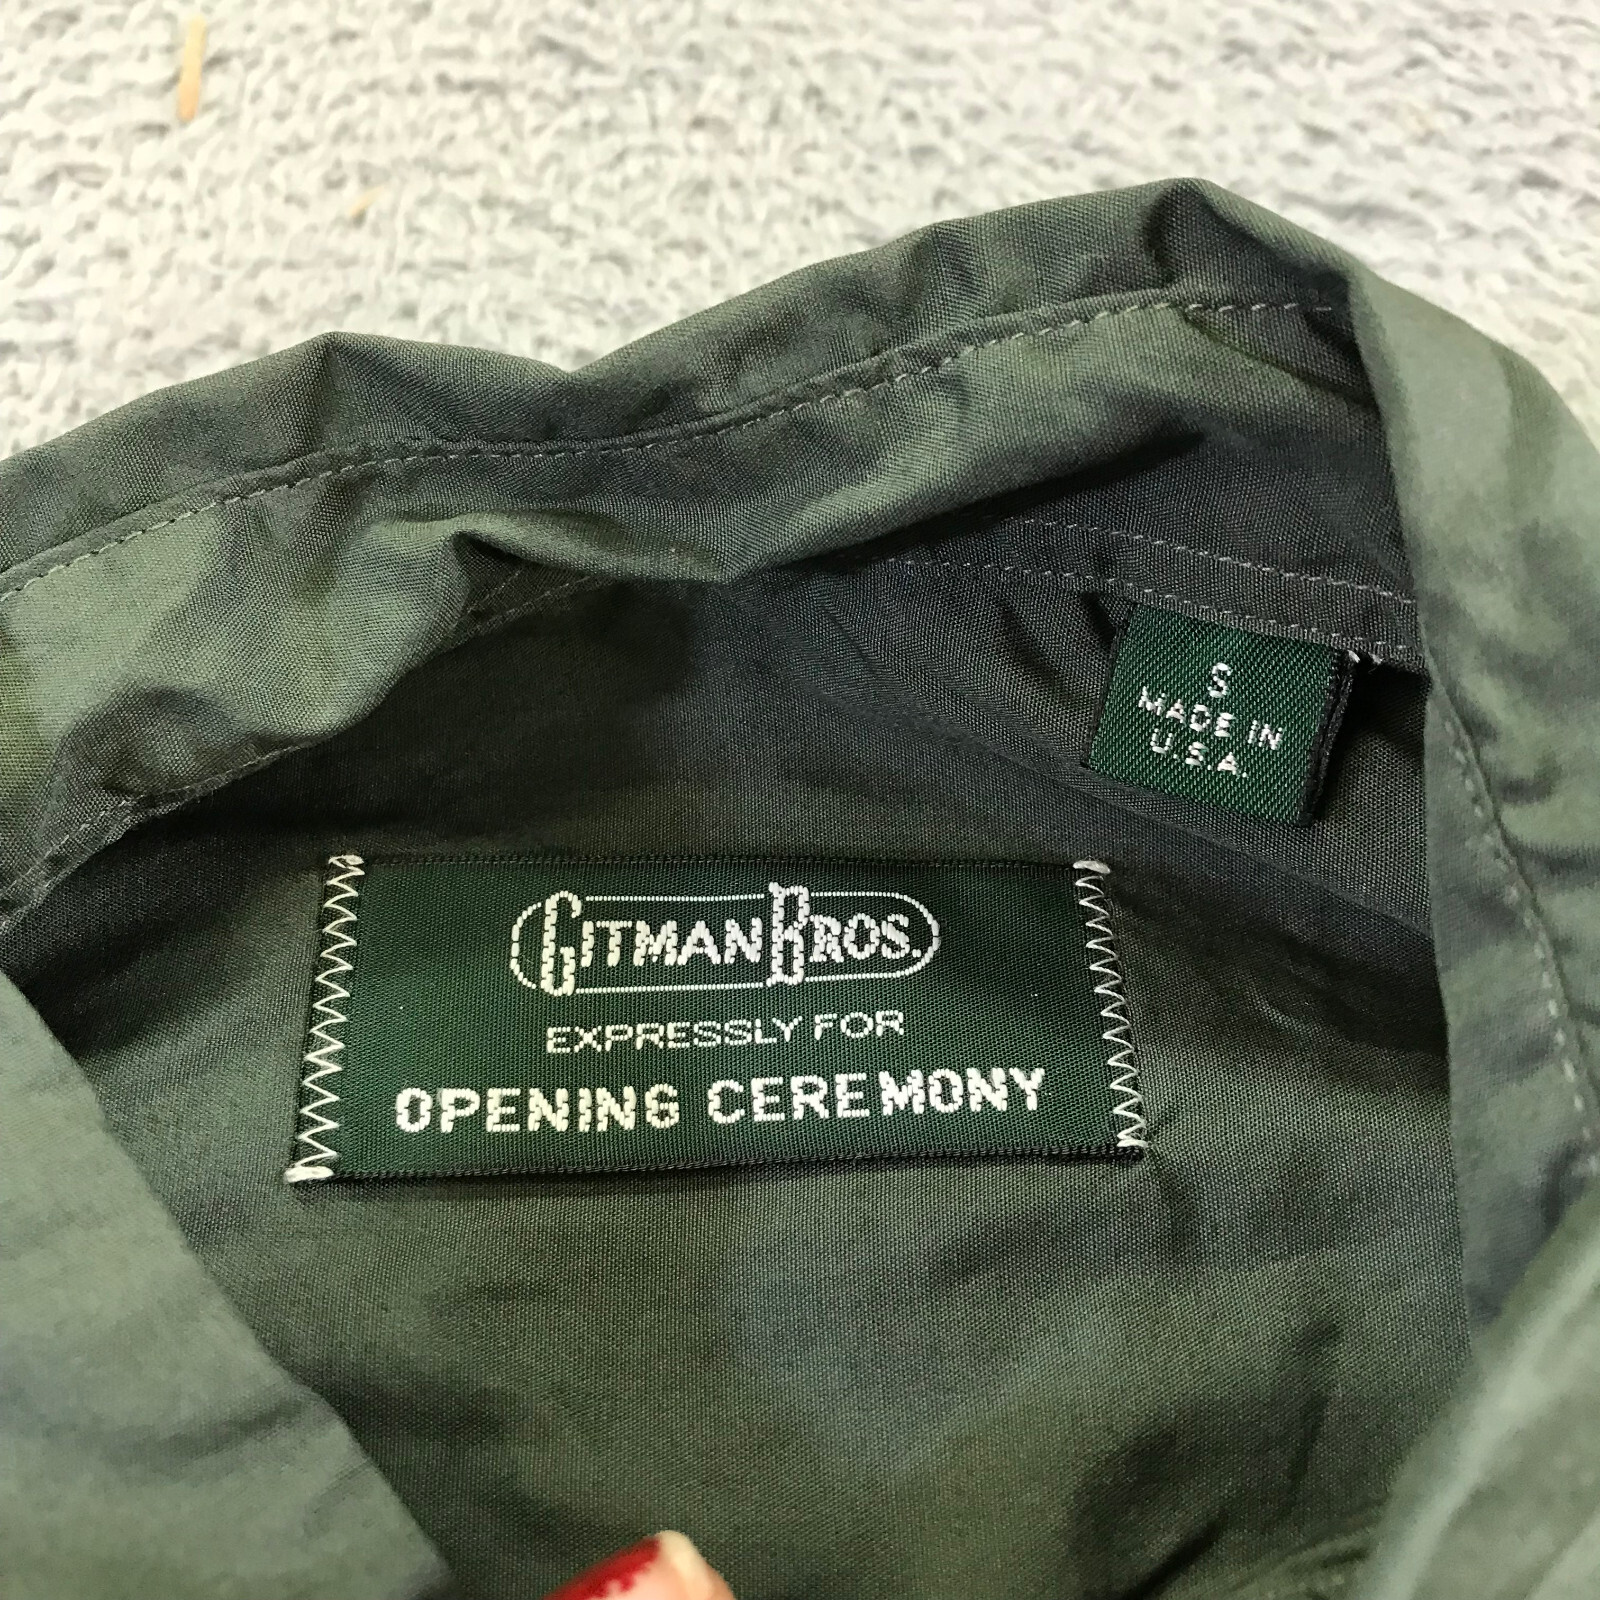 S
MADE IN
U.S.A.
GITMAN BROS.
EXPRESSLY FOR
OPENING CEREMONY